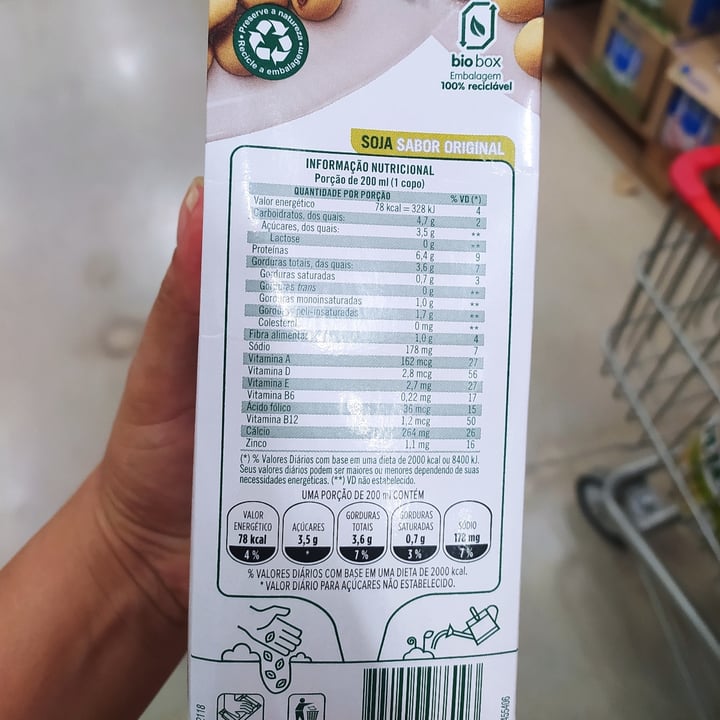 Preserve a natureza
Recicle a embalagem
bio box
Embalagem
100% reciclável
SOJA SABOR ORIGINAL
INFORMAÇÃO NUTRICIONAL
Porção de 200 ml (1 copo)
QUANTIDADE POR PORÇÃO % VD (*)
Valor energético 78 kcal = 328 kJ 4
Carboidratos, dos quais: 4,7 g 2
Açúcares, dos quais: 3,5 g **
Lactose 0 g **
Proteínas 6,4 g 9
Gorduras totais, das quais: 3,6 g 7
Gorduras saturadas 0,7 g 3
Gorduras trans 0 g **
Gorduras monoinsaturadas 1,0 g **
Gorduras poli-insaturadas 1,7 g **
Colesterol 0 mg **
Fibra alimentar 1,0 g 4
Sódio 178 mg 7
Vitamina A 162 mcg 27
Vitamina D 2,8 mcg 56
Vitamina E 2,7 mg 27
Vitamina B6 0,22 mg 17
Ácido fólico 36 mcg 15
Vitamina B12 1,2 mcg 50
Cálcio 264 mg 26
Zinco 1,1 mg 16
(*) % Valores Diários com base em uma dieta de 2000 kcal ou 8400 kJ.
Seus valores diários podem ser maiores ou menores dependendo de suas
necessidades energéticas. (**) VD não estabelecido.
UMA PORÇÃO DE 200 ml CONTÉM
VALOR ENERGÉTICO 78 kcal 4 %
AÇÚCARES 3,5 g *
GORDURAS TOTAIS 3,6 g 7 %
GORDURAS SATURADAS 0,7 g 3 %
SÓDIO 178 mg 7 %
% VALORES DIÁRIOS COM BASE EM UMA DIETA DE 2000 kcal.
* VALOR DIÁRIO PARA AÇÚCARES NÃO ESTABELECIDO.